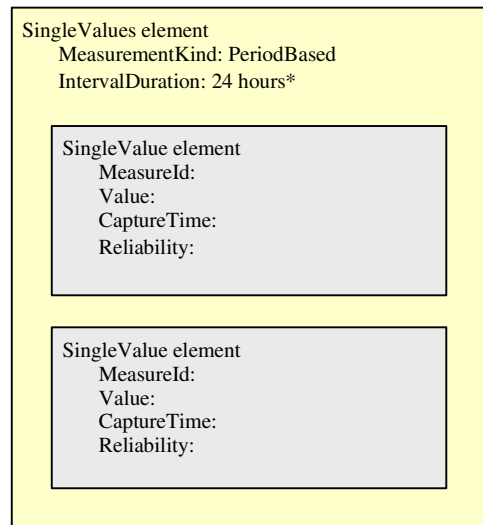 SingleValues element
MeasurementKind: PeriodBased
IntervalDuration: 24 hours*
SingleValue element
MeasureId:
Value:
CaptureTime:
Reliability:
SingleValue element
MeasureId:
Value:
CaptureTime:
Reliability: